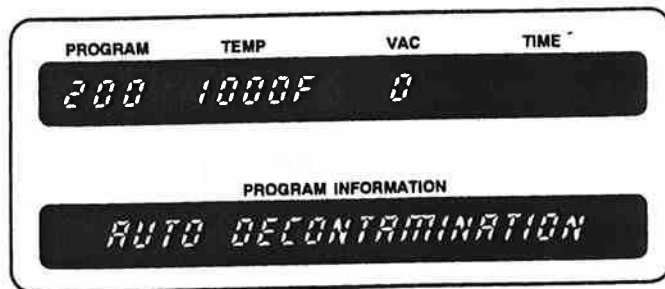 PROGRAM TEMP VAC TIME
200 1000F 0
PROGRAM INFORMATION
AUTO DECONTAMINATION